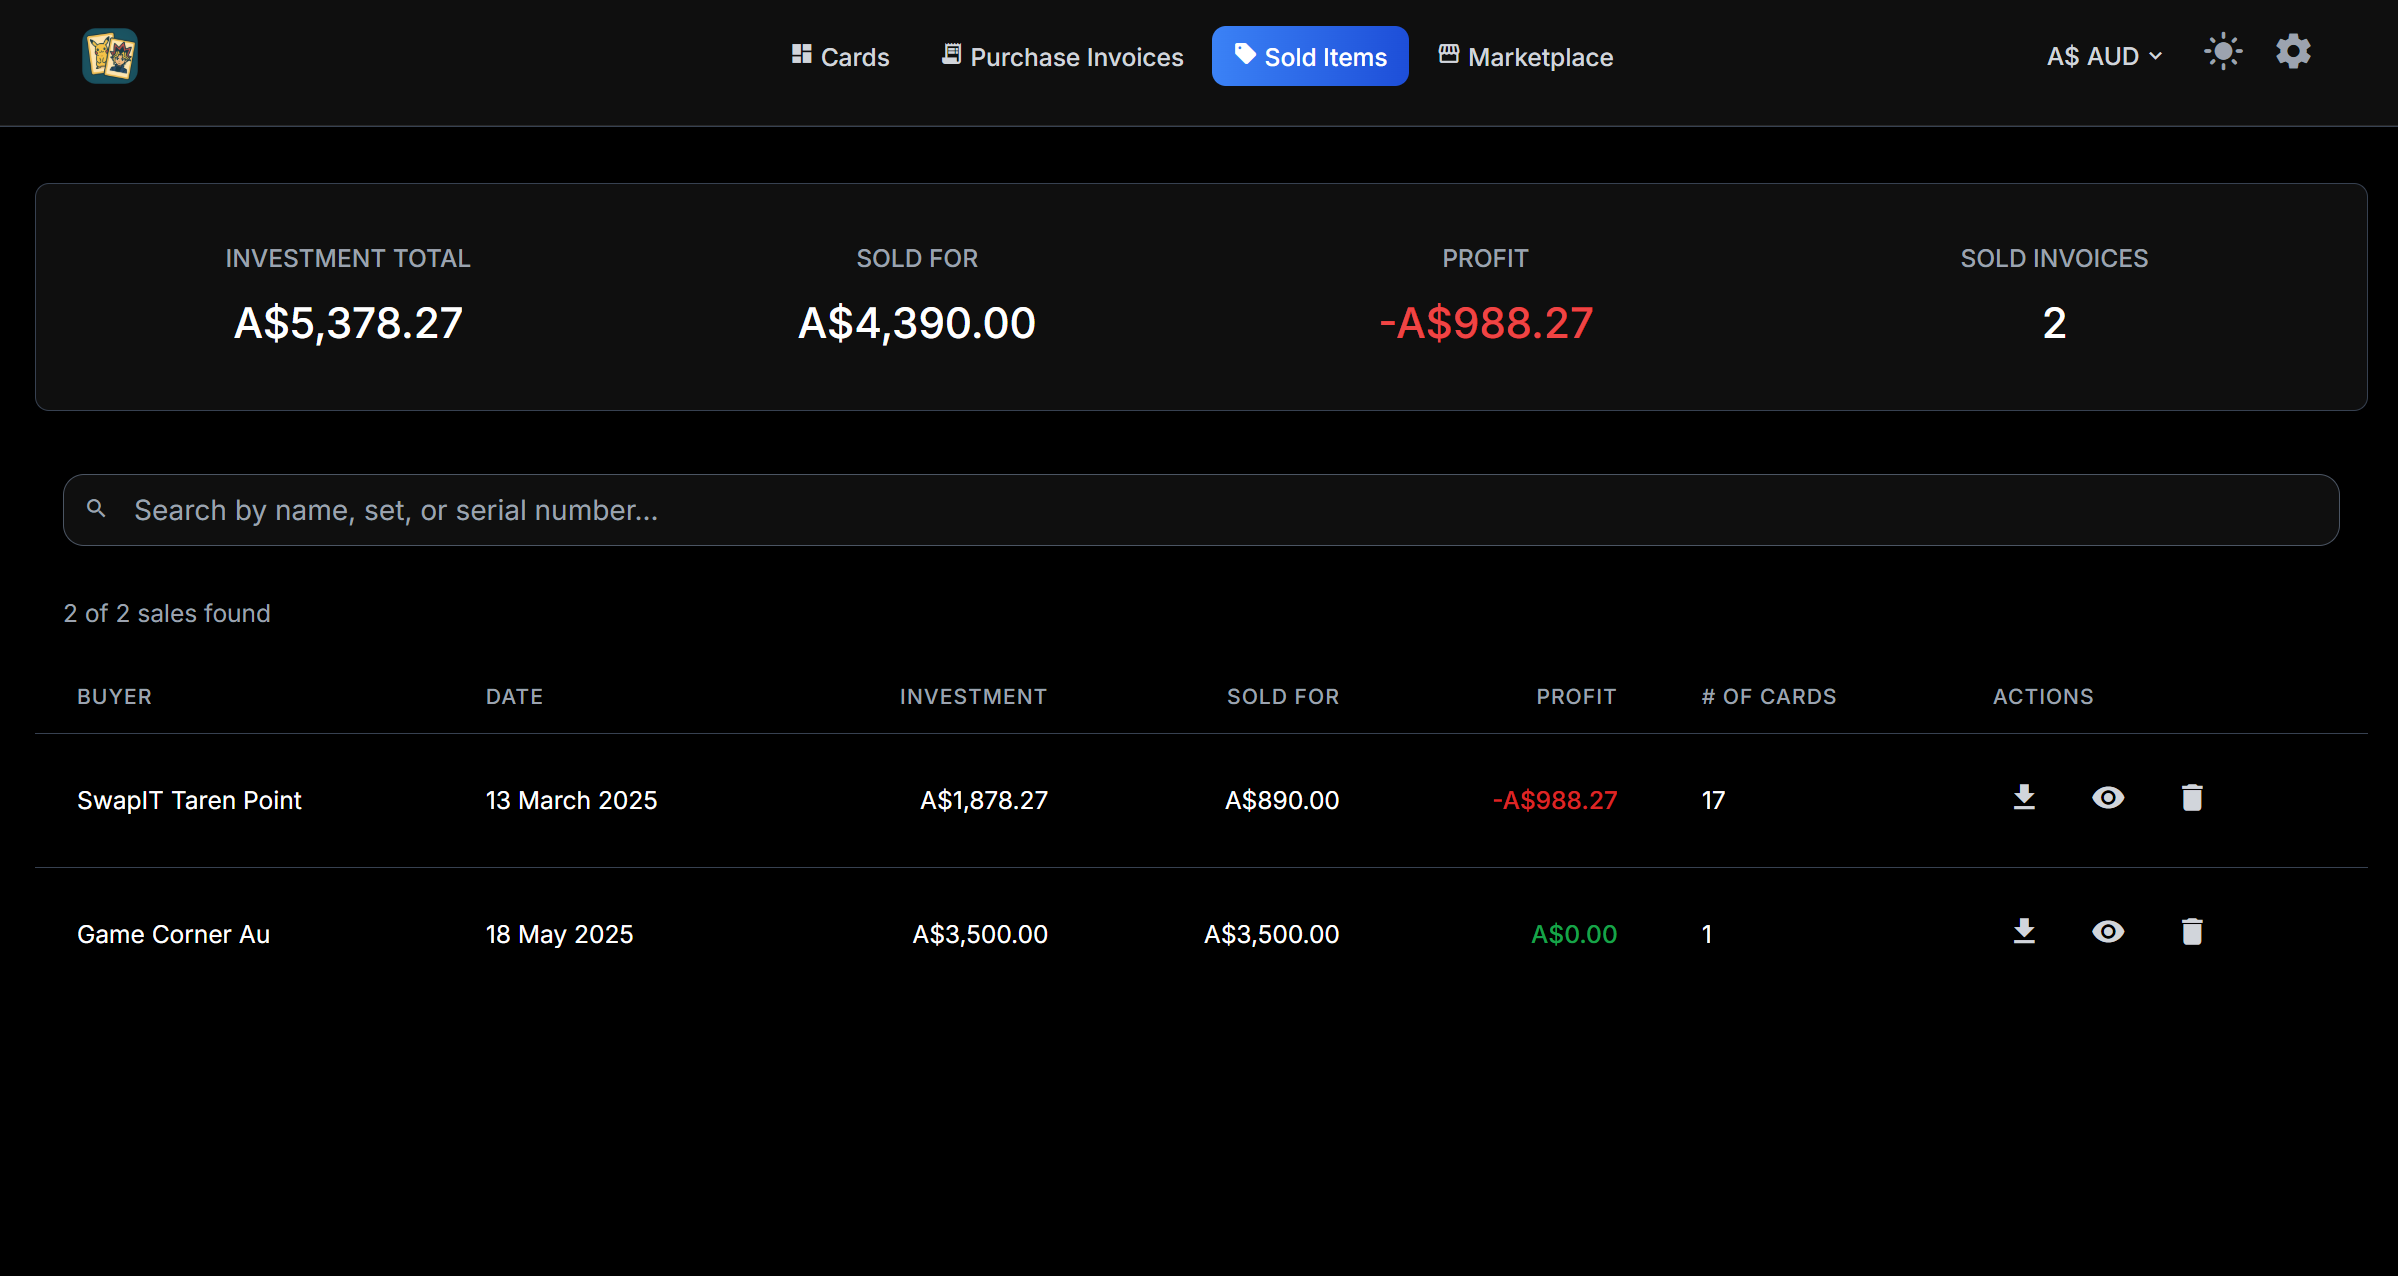 Cards Purchase Invoices Sold Items Marketplace A$ AUD
INVESTMENT TOTAL SOLD FOR PROFIT SOLD INVOICES
A$5,378.27 A$4,390.00 -A$988.27 2
Search by name, set, or serial number...
2 of 2 sales found
BUYER DATE INVESTMENT SOLD FOR PROFIT # OF CARDS ACTIONS
SwapIT Taren Point 13 March 2025 A$1,878.27 A$890.00 -A$988.27 17
Game Corner Au 18 May 2025 A$3,500.00 A$3,500.00 A$0.00 1